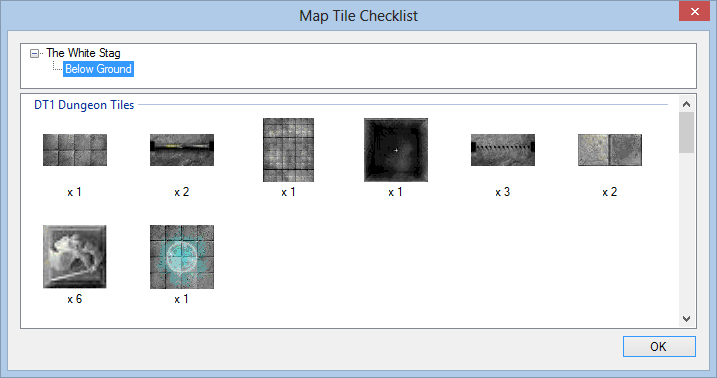 Map Tile Checklist
The White Stag
Below Ground
DT1 Dungeon Tiles
x 1
x 2
x 1
x 1
x 3
x 2
x 6
x 1
OK